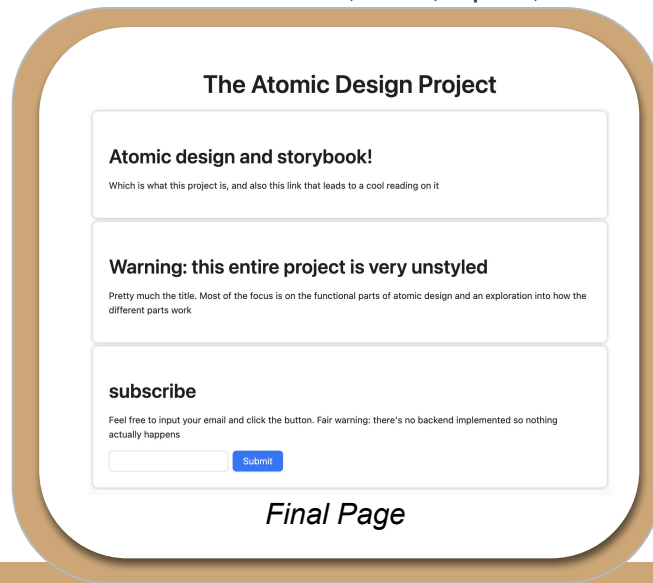 The Atomic Design Project
Atomic design and storybook!
Which is what this project is, and also this link that leads to a cool reading on it
Warning: this entire project is very unstyled
Pretty much the title. Most of the focus is on the functional parts of atomic design and an exploration into how the
different parts work
subscribe
Feel free to input your email and click the button. Fair warning: there's no backend implemented so nothing
actually happens
Submit
Final Page